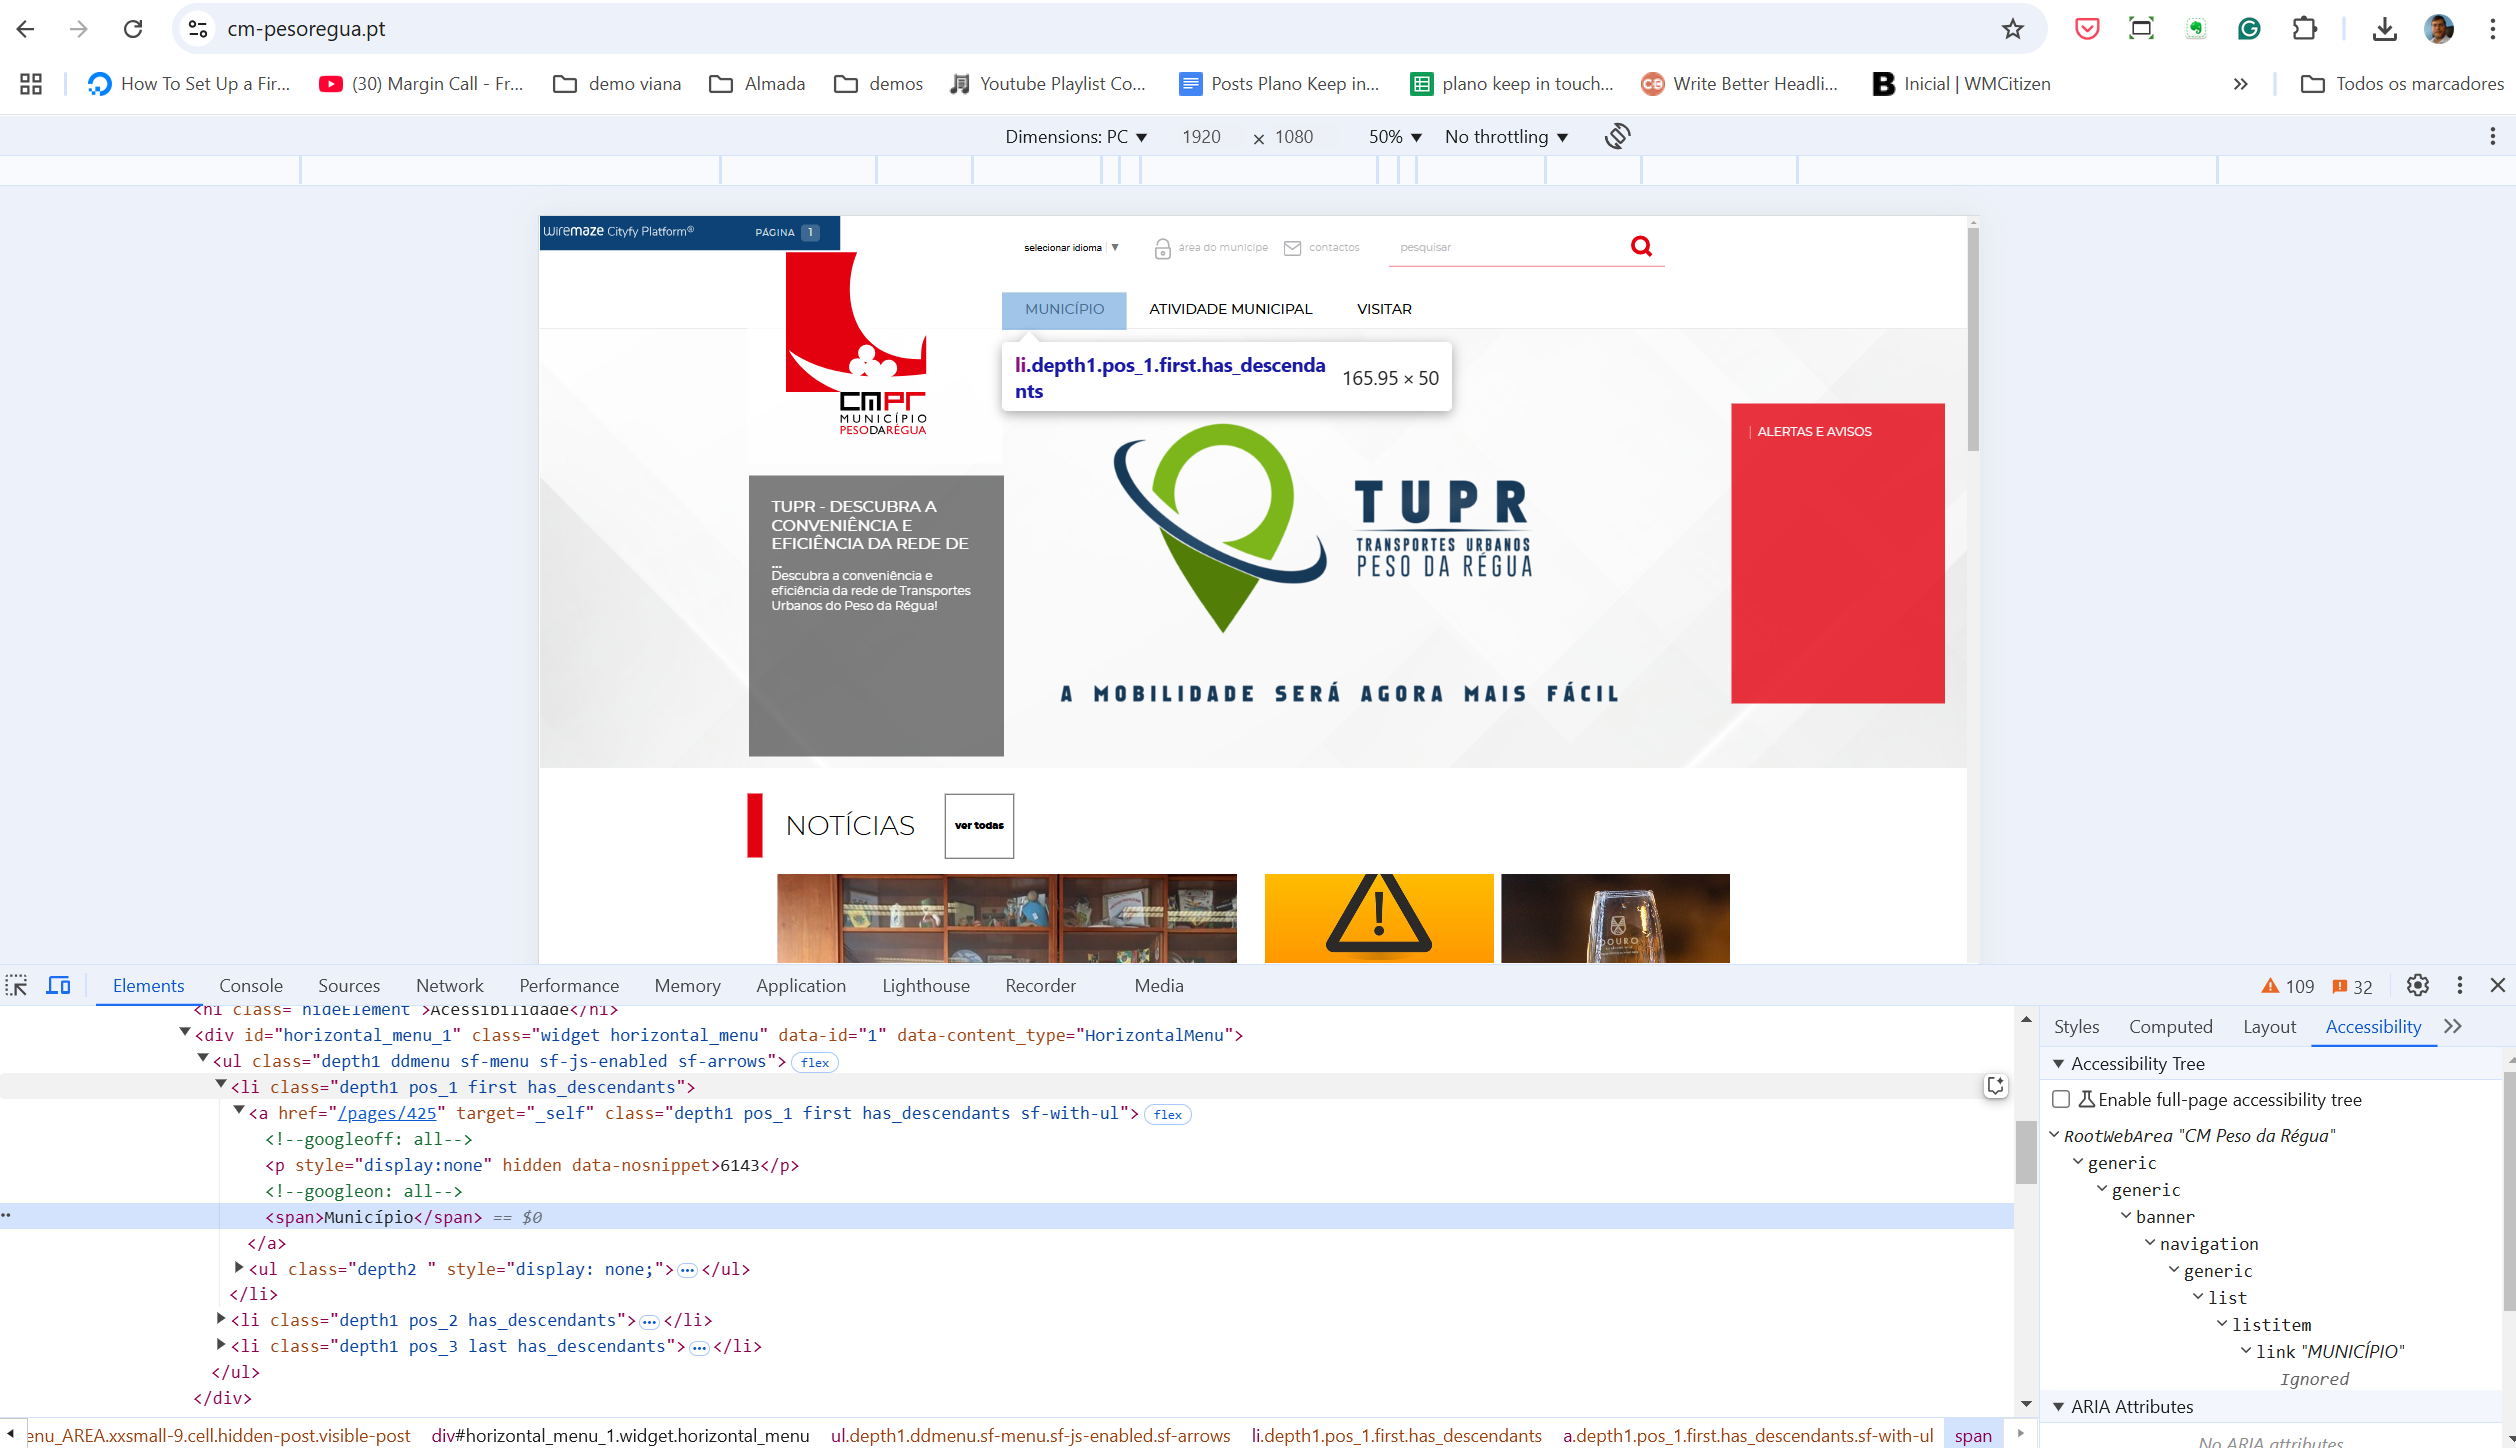 cm-pesoregua.pt
How To Set Up a Fir...
(30) Margin Call - Fr...
demo viana
Almada
demos
Youtube Playlist Co...
Posts Plano Keep in...
plano keep in touch...
Write Better Headli...
Inicial | WMCitizen
»
Todos os marcadores
Dimensions: PC ▼ 1920 × 1080 50% ▼ No throttling ▼
wiremaze Cityfy Platform® PÁGINA 1
selecionar idioma ▼ área do munícipe contactos pesquisar
MUNICÍPIO ATIVIDADE MUNICIPAL VISITAR
li.depth1.pos_1.first.has_descenda
nts
165.95 × 50
CMPR
MUNICÍPIO
PESODARÉGUA
TUPR - DESCUBRA A
CONVENIÊNCIA E
EFICIÊNCIA DA REDE DE
...
Descubra a conveniência e
eficiência da rede de Transportes
Urbanos do Peso da Régua!
TUPR
TRANSPORTES URBANOS
PESO DA RÉGUA
A MOBILIDADE SERÁ AGORA MAIS FÁCIL
| ALERTAS E AVISOS
NOTÍCIAS
ver todas
DOURO
Elements Console Sources Network Performance Memory Application Lighthouse Recorder Media 109 32
<h1 class="hideElement">Acessibilidade</h1>
<div id="horizontal_menu_1" class="widget horizontal_menu" data-id="1" data-content_type="HorizontalMenu">
<ul class="depth1 ddmenu sf-menu sf-js-enabled sf-arrows"> flex
<li class="depth1 pos_1 first has_descendants">
<a href="/pages/425" target="_self" class="depth1 pos_1 first has_descendants sf-with-ul"> flex
<!--googleoff: all-->
<p style="display:none" hidden data-nosnippet>6143</p>
<!--googleon: all-->
<span>Município</span> == $0
</a>
<ul class="depth2 " style="display: none;">…</ul>
</li>
<li class="depth1 pos_2 has_descendants">…</li>
<li class="depth1 pos_3 last has_descendants">…</li>
</ul>
</div>
enu_AREA.xxsmall-9.cell.hidden-post.visible-post div#horizontal_menu_1.widget.horizontal_menu ul.depth1.ddmenu.sf-menu.sf-js-enabled.sf-arrows li.depth1.pos_1.first.has_descendants a.depth1.pos_1.first.has_descendants.sf-with-ul span
Styles Computed Layout Accessibility
Accessibility Tree
Enable full-page accessibility tree
RootWebArea "CM Peso da Régua"
generic
generic
banner
navigation
generic
list
listitem
link "MUNICÍPIO"
Ignored
ARIA Attributes
No ARIA attributes